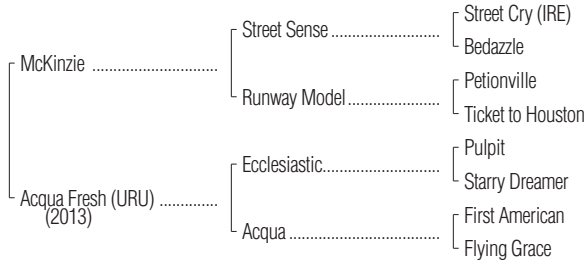 Street Cry (IRE)
Street Sense ........................
Bedazzle
McKinzie ...........................
Petionville
Runway Model ....................
Ticket to Houston
Pulpit
Ecclesiastic.........................
Starry Dreamer
Acqua Fresh (URU) .............
(2013)
First American
Acqua .................................
Flying Grace